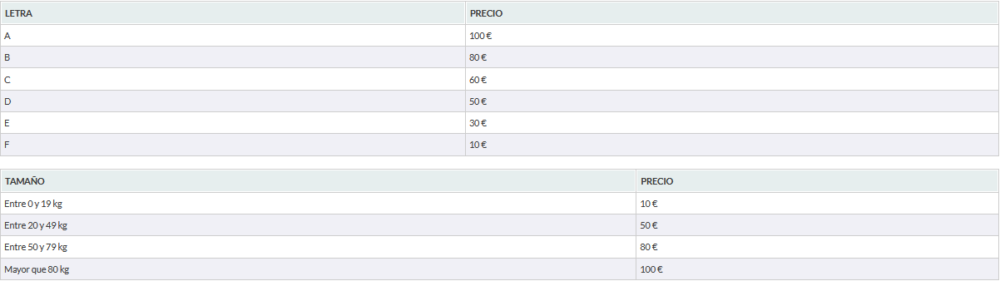 LETRA PRECIO
A 100 €
B 80 €
C 60 €
D 50 €
E 30 €
F 10 €
TAMAÑO PRECIO
Entre 0 y 19 kg 10 €
Entre 20 y 49 kg 50 €
Entre 50 y 79 kg 80 €
Mayor que 80 kg 100 €